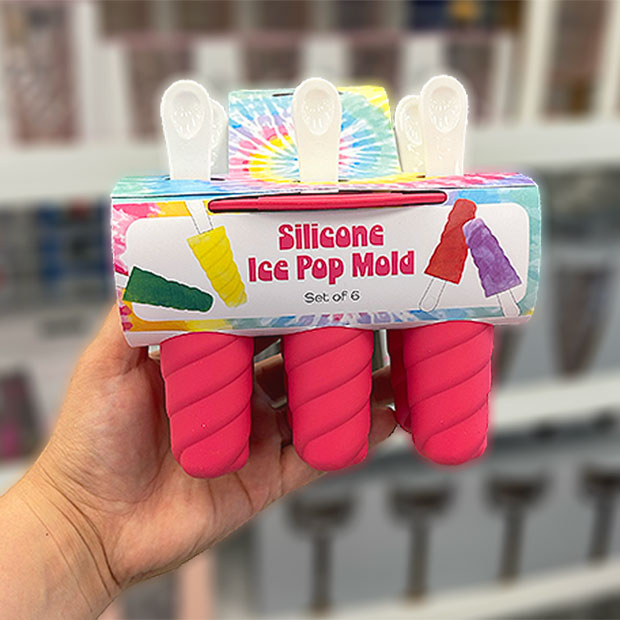 Silicone
Ice Pop Mold
Set of 6